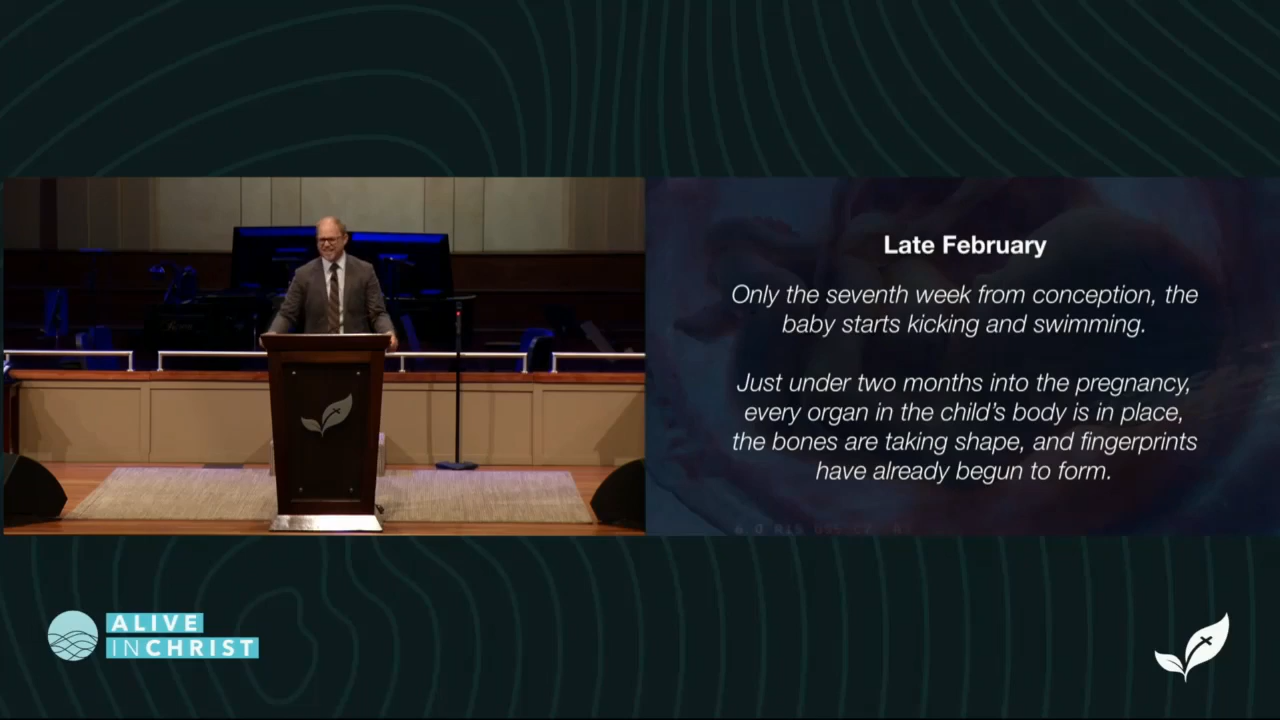 Late February
Only the seventh week from conception, the
baby starts kicking and swimming.
Just under two months into the pregnancy,
every organ in the child's body is in place,
the bones are taking shape, and fingerprints
have already begun to form.
ALIVE
INCHRIST